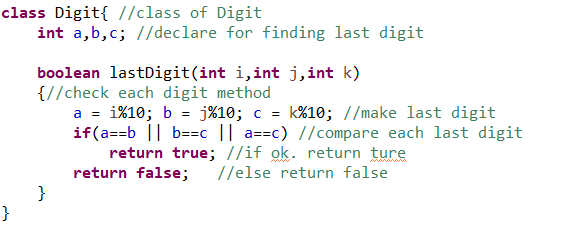 class Digit{ //class of Digit
int a,b,c; //declare for finding last digit
boolean lastDigit(int i,int j,int k)
{//check each digit method
a = i%10; b = j%10; c = k%10; //make last digit
if(a==b || b==c || a==c) //compare each last digit
return true; //if ok. return ture
return false;   //else return false
}
}